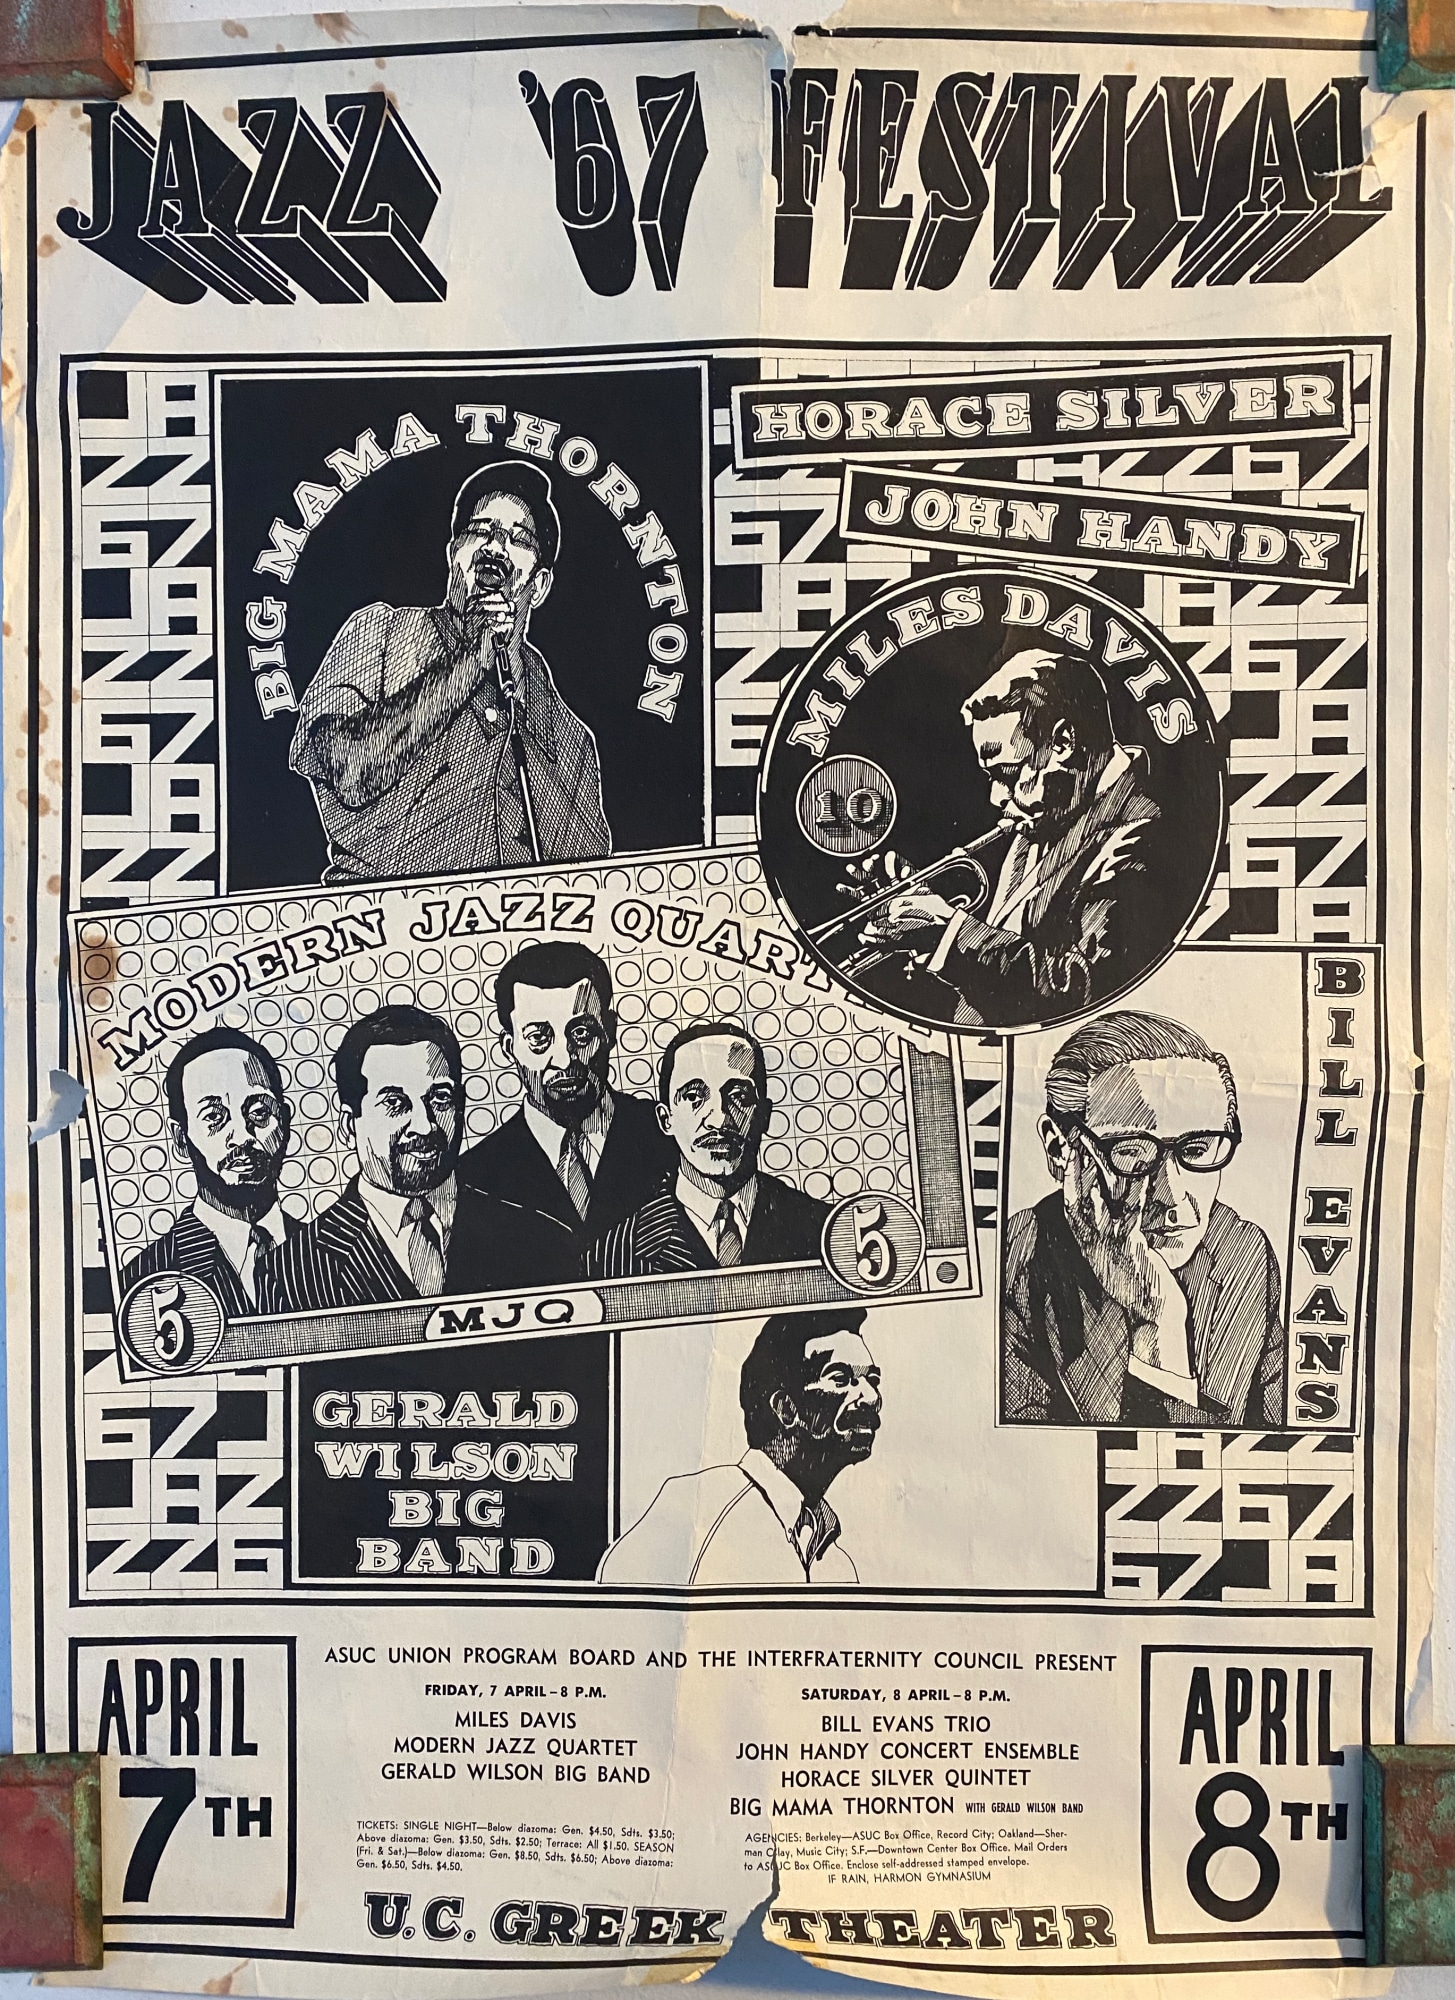 JAZZ '67 FESTIVAL
BIG MAMA THORNTON
HORACE SILVER
JOHN HANDY
MILES DAVIS
10
MODERN JAZZ QUART
5
MJQ
5
BILL EVANS
GERALD
WILSON
BIG
BAND
APRIL
7TH
ASUC UNION PROGRAM BOARD AND THE INTERFRATERNITY COUNCIL PRESENT
FRIDAY, 7 APRIL–8 P.M.
MILES DAVIS
MODERN JAZZ QUARTET
GERALD WILSON BIG BAND
TICKETS: SINGLE NIGHT—Below diazoma: Gen. $4.50, Sdts. $3.50;
Above diazoma: Gen. $3.50, Sdts. $2.50; Terrace: All $1.50. SEASON
(Fri. & Sat.)—Below diazoma: Gen. $8.50, Sdts. $6.50; Above diazoma:
Gen. $6.50, Sdts. $4.50.
SATURDAY, 8 APRIL–8 P.M.
BILL EVANS TRIO
JOHN HANDY CONCERT ENSEMBLE
HORACE SILVER QUINTET
BIG MAMA THORNTON WITH GERALD WILSON BAND
AGENCIES: Berkeley—ASUC Box Office, Record City; Oakland—Sher-
man Clay, Music City; S.F.—Downtown Center Box Office. Mail Orders
to ASUC Box Office. Enclose self-addressed stamped envelope.
IF RAIN, HARMON GYMNASIUM
APRIL
8TH
U.C. GREEK THEATER